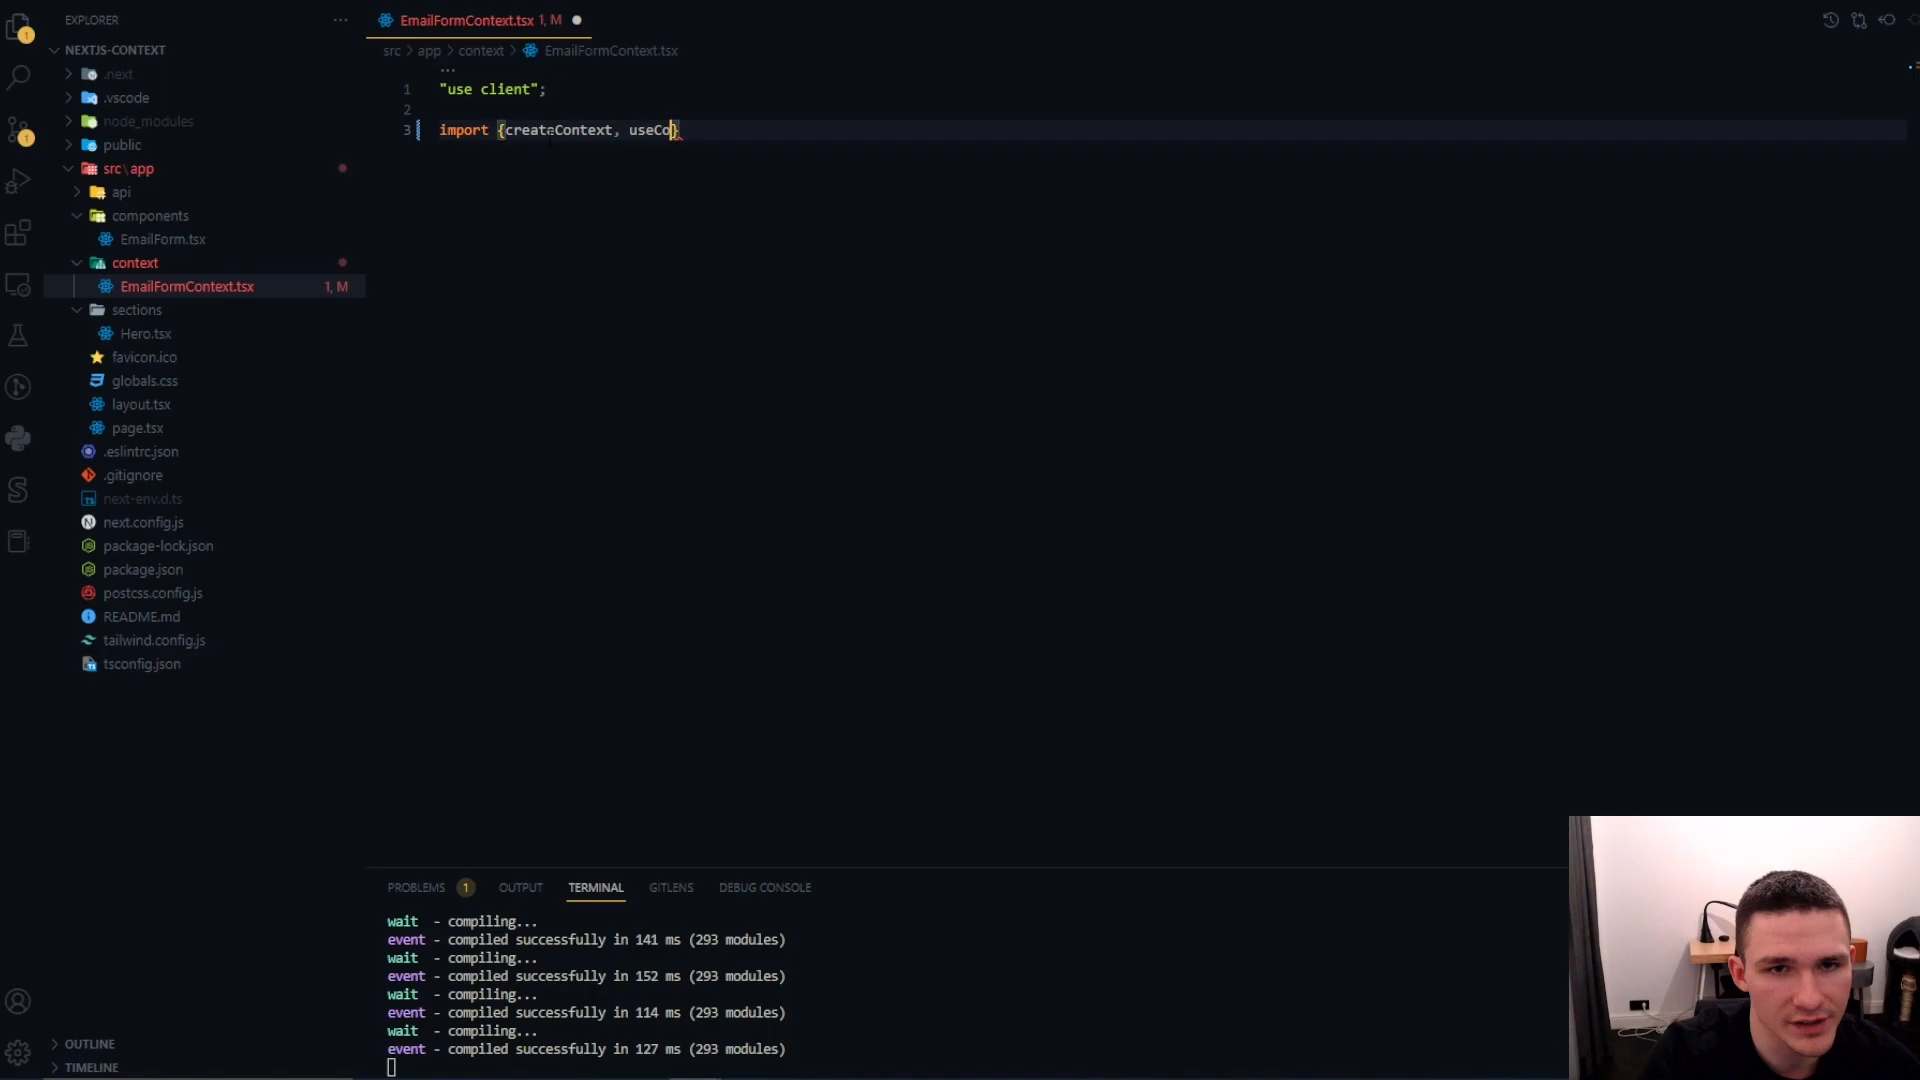 EXPLORER
NEXTJS-CONTEXT
.next
.vscode
node_modules
public
src\app
api
components
EmailForm.tsx
context
EmailFormContext.tsx 1, M
sections
Hero.tsx
favicon.ico
globals.css
layout.tsx
page.tsx
.eslintrc.json
.gitignore
next-env.d.ts
next.config.js
package-lock.json
package.json
postcss.config.js
README.md
tailwind.config.js
tsconfig.json
OUTLINE
TIMELINE
EmailFormContext.tsx 1, M
src > app > context > EmailFormContext.tsx
...
1 "use client";
2
3 import {createContext, useCo}
PROBLEMS 1 OUTPUT TERMINAL GITLENS DEBUG CONSOLE
wait - compiling...
event - compiled successfully in 141 ms (293 modules)
wait - compiling...
event - compiled successfully in 152 ms (293 modules)
wait - compiling...
event - compiled successfully in 114 ms (293 modules)
wait - compiling...
event - compiled successfully in 127 ms (293 modules)